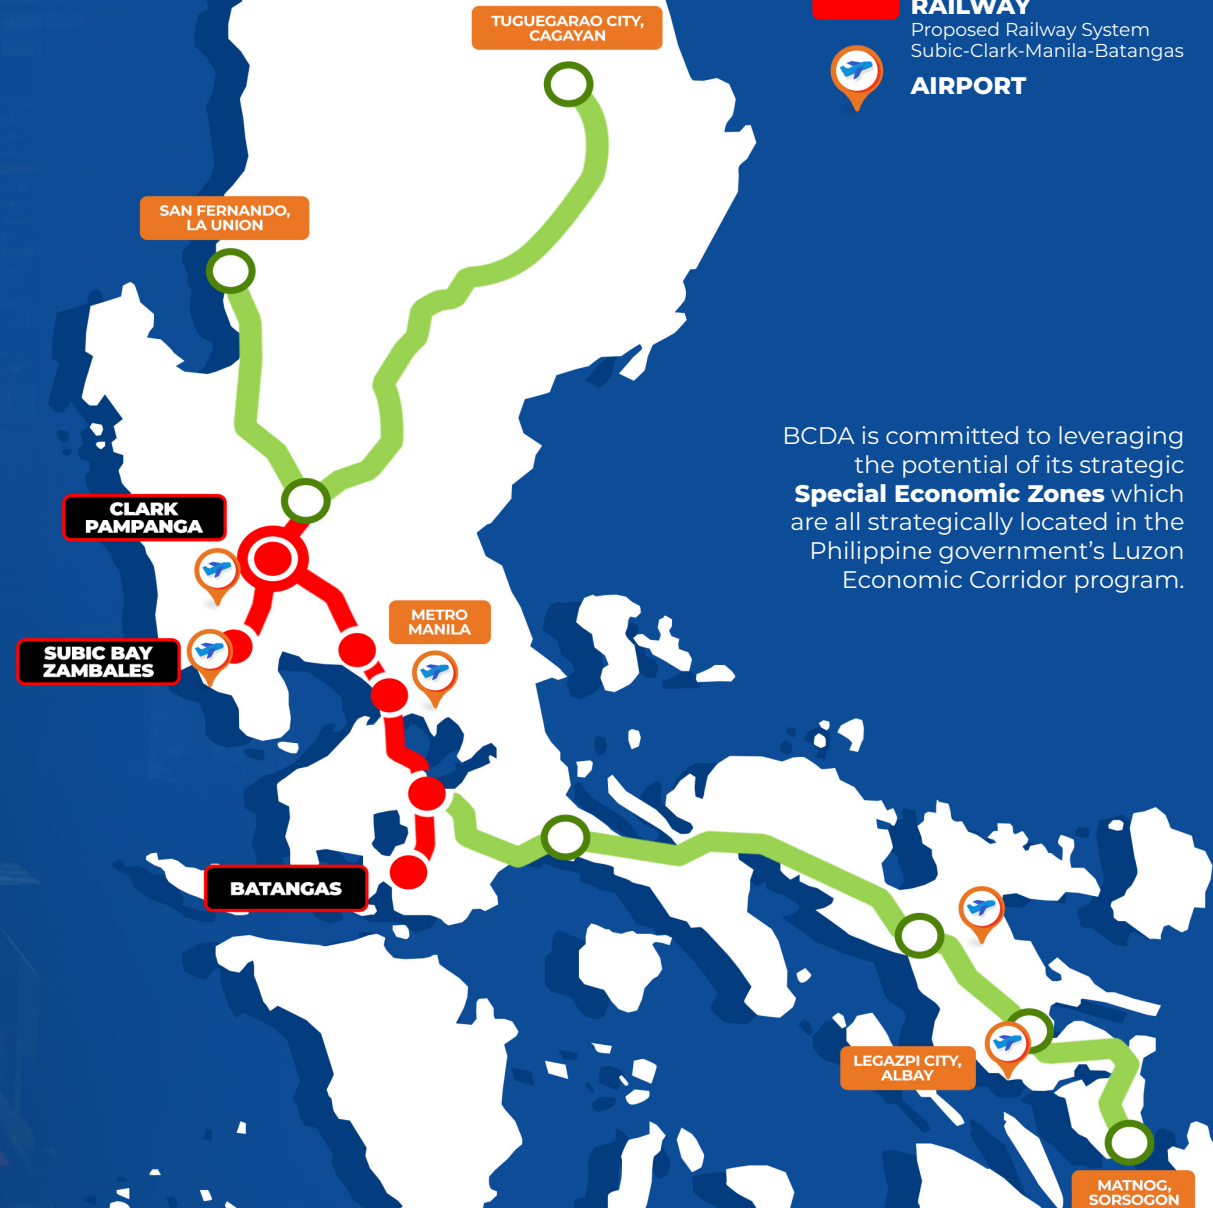 RAILWAY
Proposed Railway System
Subic-Clark-Manila-Batangas
AIRPORT
TUGUEGARAO CITY,
CAGAYAN
SAN FERNANDO,
LA UNION
BCDA is committed to leveraging
the potential of its strategic
Special Economic Zones which
are all strategically located in the
Philippine government’s Luzon
Economic Corridor program.
CLARK
PAMPANGA
METRO
MANILA
SUBIC BAY
ZAMBALES
BATANGAS
LEGAZPI CITY,
ALBAY
MATNOG,
SORSOGON